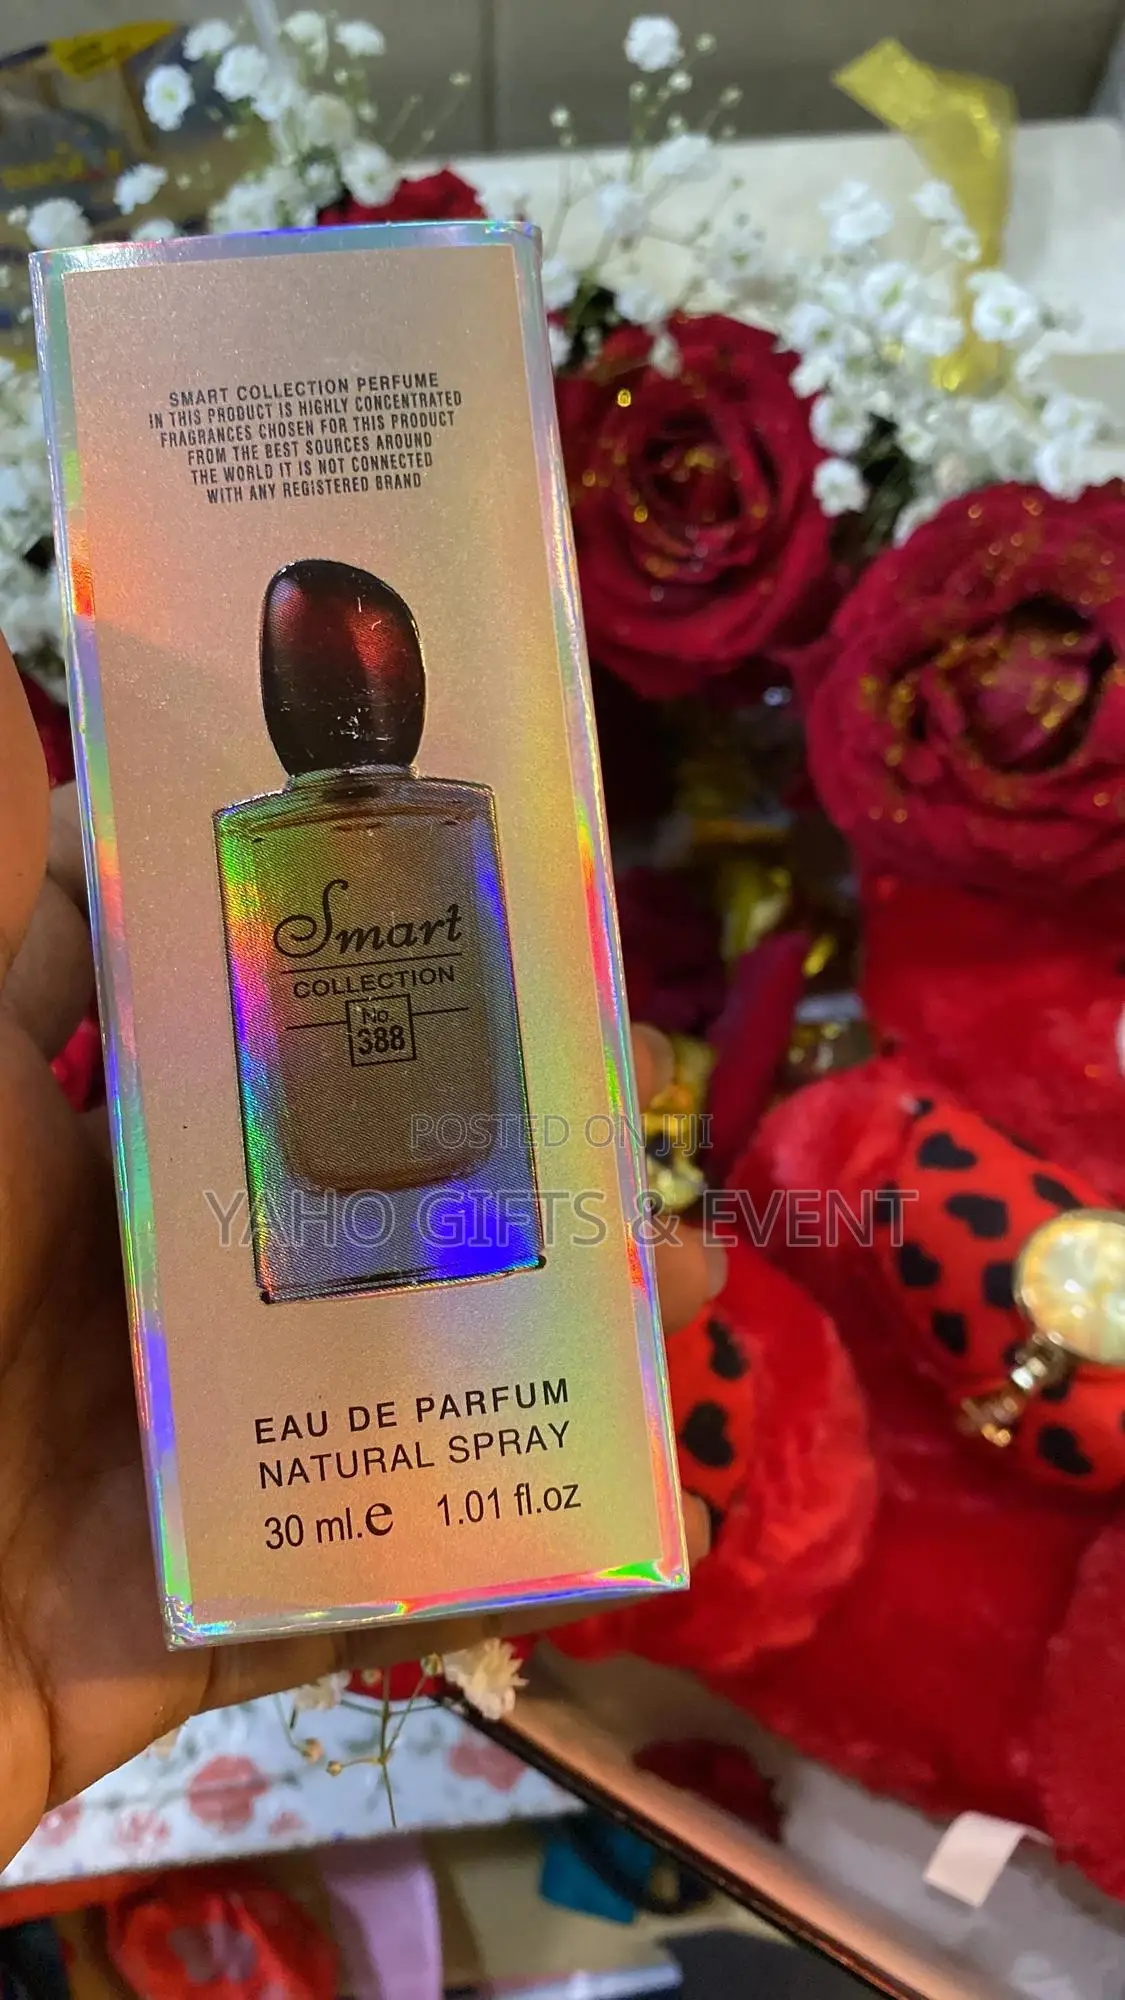 SMART COLLECTION PERFUME
IN THIS PRODUCT IS HIGHLY CONCENTRATED
FRAGRANCES CHOSEN FOR THIS PRODUCT
FROM THE BEST SOURCES AROUND
THE WORLD IT IS NOT CONNECTED
WITH ANY REGISTERED BRAND
Smart
COLLECTION
No.
388
POSTED ON JIJI
YAHO GIFTS & EVENT
EAU DE PARFUM
NATURAL SPRAY
30 ml.e 1.01 fl.oz